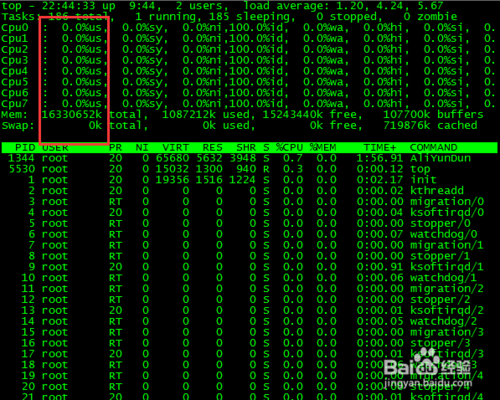 top - 22:44:33 up  9:44,  2 users,  load average: 1.20, 4.24, 5.67
Tasks: 186 total,   1 running, 185 sleeping,   0 stopped,   0 zombie
Cpu0  :  0.0%us,  0.0%sy,  0.0%ni,100.0%id,  0.0%wa,  0.0%hi,  0.0%si,  0.
Cpu1  :  0.0%us,  0.0%sy,  0.0%ni,100.0%id,  0.0%wa,  0.0%hi,  0.0%si,  0.
Cpu2  :  0.0%us,  0.0%sy,  0.0%ni,100.0%id,  0.0%wa,  0.0%hi,  0.0%si,  0.
Cpu3  :  0.0%us,  0.0%sy,  0.0%ni,100.0%id,  0.0%wa,  0.0%hi,  0.0%si,  0.
Cpu4  :  0.0%us,  0.0%sy,  0.0%ni,100.0%id,  0.0%wa,  0.0%hi,  0.0%si,  0.
Cpu5  :  0.0%us,  0.0%sy,  0.0%ni,100.0%id,  0.0%wa,  0.0%hi,  0.0%si,  0.
Cpu6  :  0.0%us,  0.0%sy,  0.0%ni,100.0%id,  0.0%wa,  0.0%hi,  0.0%si,  0.
Cpu7  :  0.0%us,  0.0%sy,  0.0%ni,100.0%id,  0.0%wa,  0.0%hi,  0.0%si,  0.
Mem:  16330652k total,  1087212k used, 15243440k free,   107700k buffers
Swap:        0k total,        0k used,        0k free,   719876k cached
PID USER      PR  NI  VIRT  RES  SHR S %CPU %MEM    TIME+  COMMAND
1344 root      20   0 65680 5632 3948 S  0.7  0.0   1:56.91 AliYunDun
5530 root      20   0 15032 1300  940 R  0.3  0.0   0:00.12 top
1 root      20   0 19356 1516 1224 S  0.0  0.0   0:02.17 init
2 root      20   0     0    0    0 S  0.0  0.0   0:00.00 kthreadd
3 root      RT   0     0    0    0 S  0.0  0.0   0:00.00 migration/0
4 root      20   0     0    0    0 S  0.0  0.0   0:00.04 ksoftirqd/0
5 root      RT   0     0    0    0 S  0.0  0.0   0:00.00 stopper/0
6 root      RT   0     0    0    0 S  0.0  0.0   0:00.07 watchdog/0
7 root      RT   0     0    0    0 S  0.0  0.0   0:00.00 migration/1
8 root      RT   0     0    0    0 S  0.0  0.0   0:00.00 stopper/1
9 root      20   0     0    0    0 S  0.0  0.0   0:00.91 ksoftirqd/1
10 root      RT   0     0    0    0 S  0.0  0.0   0:00.06 watchdog/1
11 root      RT   0     0    0    0 S  0.0  0.0   0:00.00 migration/2
12 root      RT   0     0    0    0 S  0.0  0.0   0:00.00 stopper/2
13 root      20   0     0    0    0 S  0.0  0.0   0:00.01 ksoftirqd/2
14 root      RT   0     0    0    0 S  0.0  0.0   0:00.05 watchdog/2
15 root      RT   0     0    0    0 S  0.0  0.0   0:00.00 migration/3
16 root      RT   0     0    0    0 S  0.0  0.0   0:00.00 stopper/3
17 root      20   0     0    0    0 S  0.0  0.0   0:00.01 ksoftirqd/3
18 root      RT   0     0    0    0 S  0.0  0.0
19 root      RT   0     0    0    0 S  0.0  0.0   0:00.00 migration/4
20 root      RT   0     0    0    0 S  0.0  0.0   0:00.00 stopper/4
21 root      20   0     0    0    0 S  0.0  0.0   0:00.01 ksoftirqd/4
Baidu 经验
jingyan.baidu.com